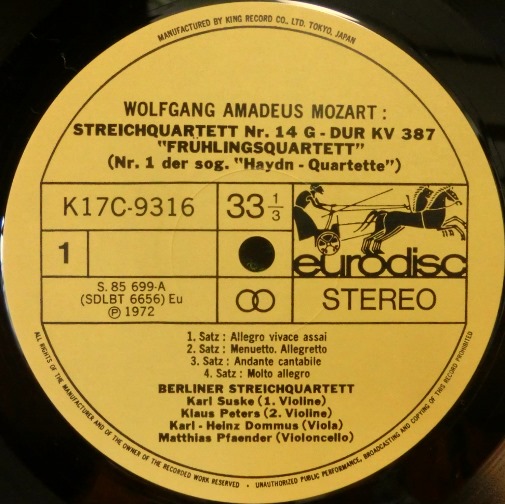 MANUFACTURED BY KING RECORD CO., LTD. TOKYO, JAPAN
WOLFGANG AMADEUS MOZART :
STREICHQUARTETT Nr. 14 G - DUR KV 387
"FRÜHLINGSQUARTETT"
(Nr. 1 der sog. "Haydn - Quartette")
K17C-9316
33 1/3
1
eurodisc
S. 85 699-A
(SDLBT 6656) Eu
Ⓟ 1972
STEREO
1. Satz : Allegro vivace assai
2. Satz : Menuetto. Allegretto
3. Satz : Andante cantabile
4. Satz : Molto allegro
BERLINER STREICHQUARTETT
Karl Suske (1. Violine)
Klaus Peters (2. Violine)
Karl - Heinz Dommus (Viola)
Matthias Pfaender (Violoncello)
ALL RIGHTS OF THE MANUFACTURER AND OF THE OWNER OF THE RECORDED WORK RESERVED • UNAUTHORIZED PUBLIC PERFORMANCE, BROADCASTING AND COPYING OF THIS RECORD PROHIBITED